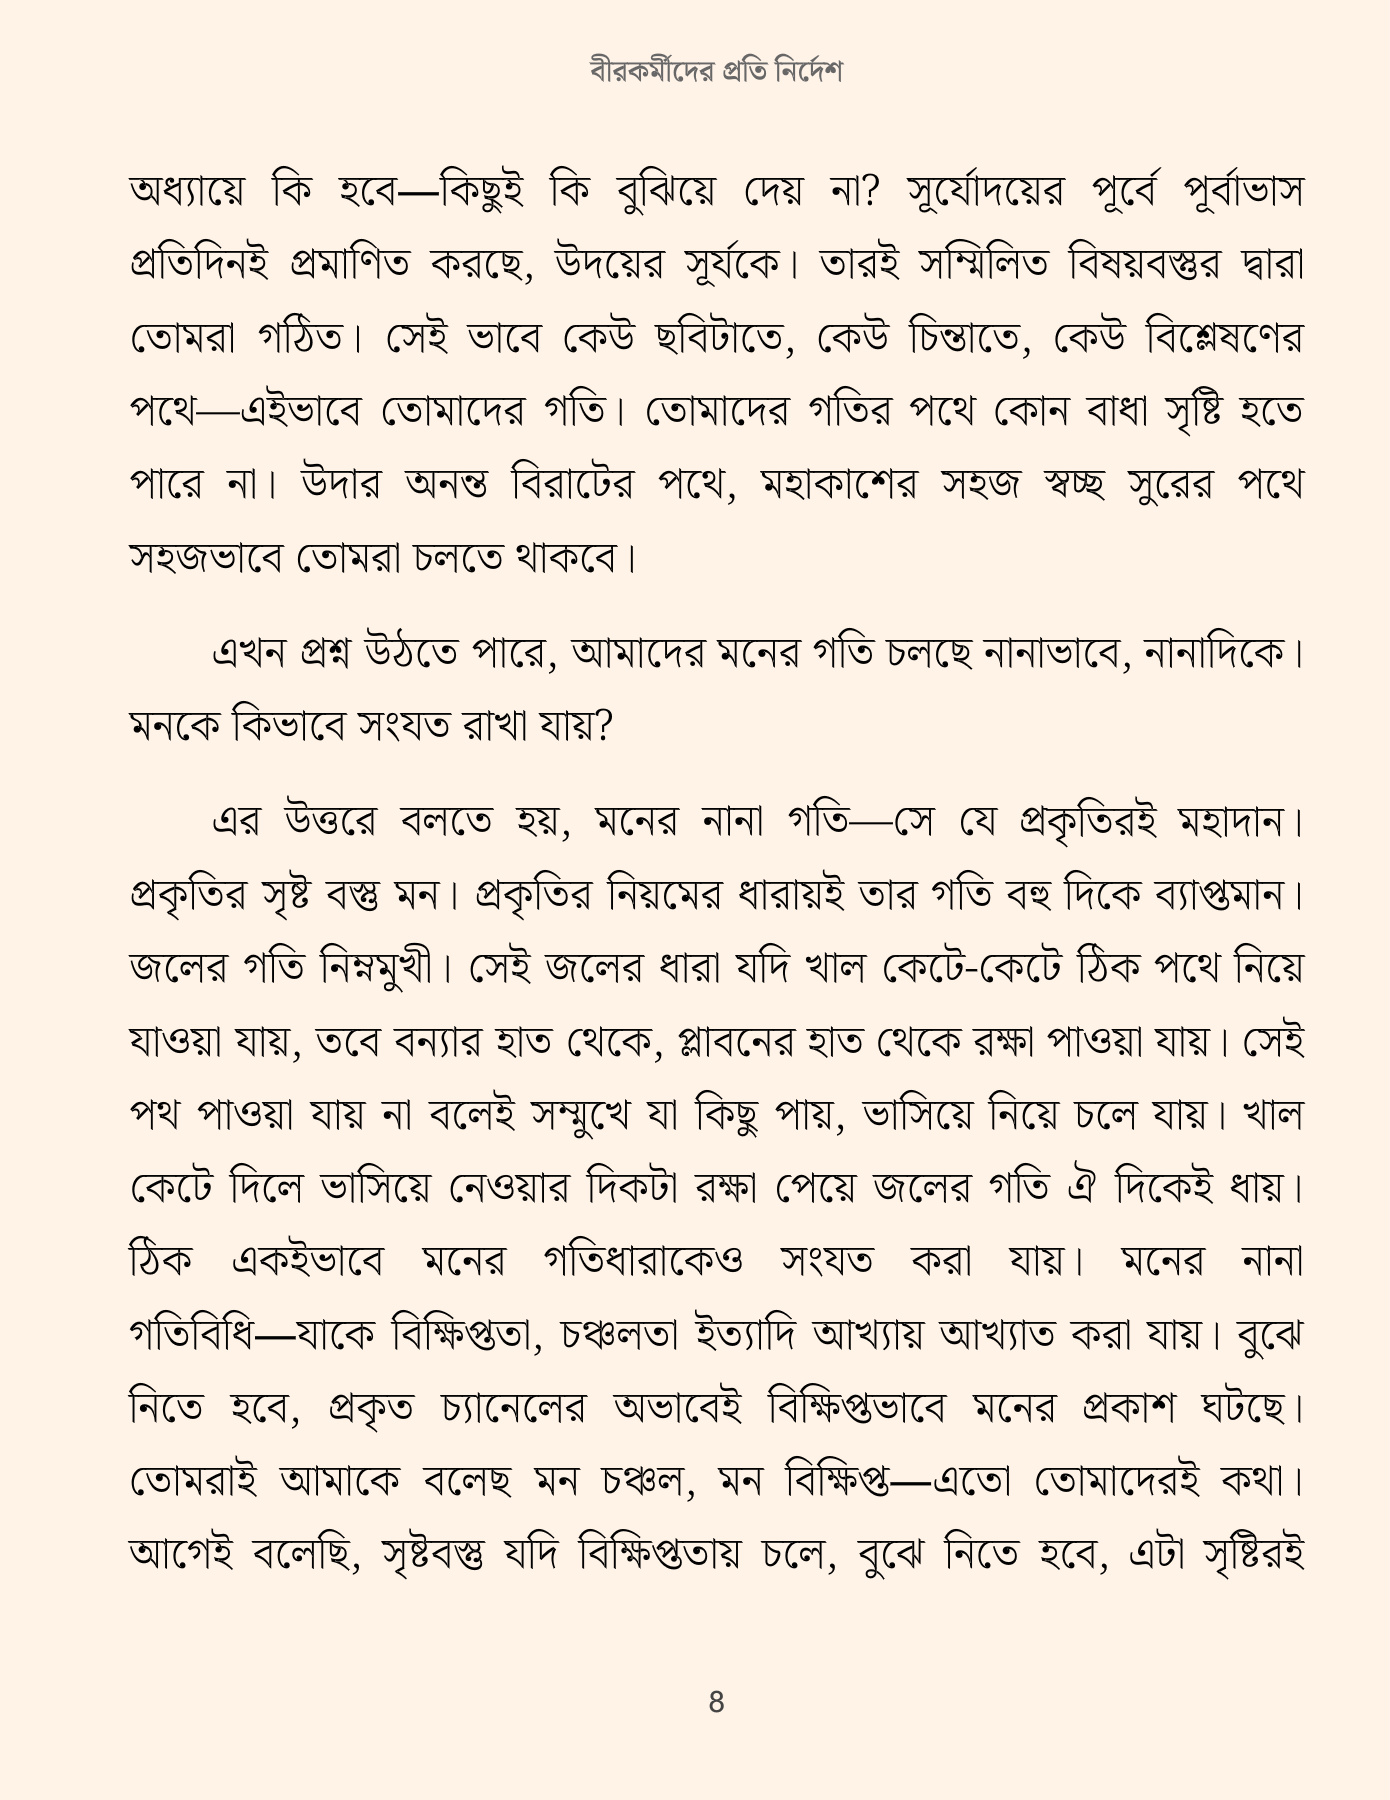 বীরকর্মীদের প্রতি নির্দেশ
অধ্যায়ে কি হবে—কিছুই কি বুঝিয়ে দেয় না? সূর্যোদয়ের পূর্বে পূর্বাভাস
প্রতিদিনই প্রমাণিত করছে, উদয়ের সূর্যকে। তারই সম্মিলিত বিষয়বস্তুর দ্বারা
তোমরা গঠিত। সেই ভাবে কেউ ছবিটাতে, কেউ চিন্তাতে, কেউ বিশ্লেষণের
পথে—এইভাবে তোমাদের গতি। তোমাদের গতির পথে কোন বাধা সৃষ্টি হতে
পারে না। উদার অনন্ত বিরাটের পথে, মহাকাশের সহজ স্বচ্ছ সুরের পথে
সহজভাবে তোমরা চলতে থাকবে।
এখন প্রশ্ন উঠতে পারে, আমাদের মনের গতি চলছে নানাভাবে, নানাদিকে।
মনকে কিভাবে সংযত রাখা যায়?
এর উত্তরে বলতে হয়, মনের নানা গতি—সে যে প্রকৃতিরই মহাদান।
প্রকৃতির সৃষ্ট বস্তু মন। প্রকৃতির নিয়মের ধারায়ই তার গতি বহু দিকে ব্যাপ্তমান।
জলের গতি নিম্নমুখী। সেই জলের ধারা যদি খাল কেটে-কেটে ঠিক পথে নিয়ে
যাওয়া যায়, তবে বন্যার হাত থেকে, প্লাবনের হাত থেকে রক্ষা পাওয়া যায়। সেই
পথ পাওয়া যায় না বলেই সম্মুখে যা কিছু পায়, ভাসিয়ে নিয়ে চলে যায়। খাল
কেটে দিলে ভাসিয়ে নেওয়ার দিকটা রক্ষা পেয়ে জলের গতি ঐ দিকেই ধায়।
ঠিক একইভাবে মনের গতিধারাকেও সংযত করা যায়। মনের নানা
গতিবিধি—যাকে বিক্ষিপ্ততা, চঞ্চলতা ইত্যাদি আখ্যায় আখ্যাত করা যায়। বুঝে
নিতে হবে, প্রকৃত চ্যানেলের অভাবেই বিক্ষিপ্তভাবে মনের প্রকাশ ঘটছে।
তোমরাই আমাকে বলেছ মন চঞ্চল, মন বিক্ষিপ্ত—এতো তোমাদেরই কথা।
আগেই বলেছি, সৃষ্টবস্তু যদি বিক্ষিপ্ততায় চলে, বুঝে নিতে হবে, এটা সৃষ্টিরই
8